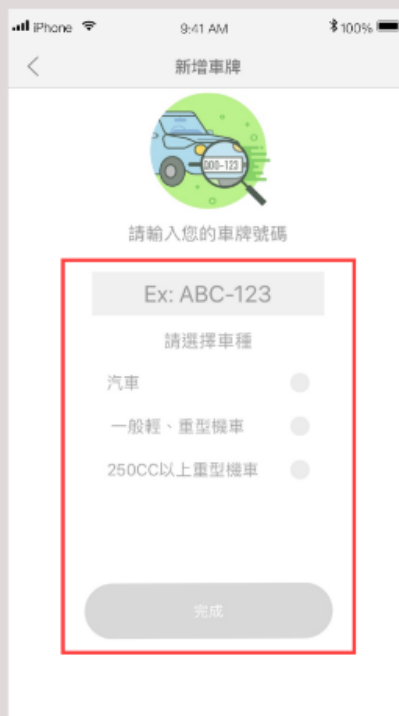 iPhone 9:41 AM 100%
新增車牌
000-123
請輸入您的車牌號碼
Ex: ABC-123
請選擇車種
汽車
一般輕、重型機車
250CC以上重型機車
完成